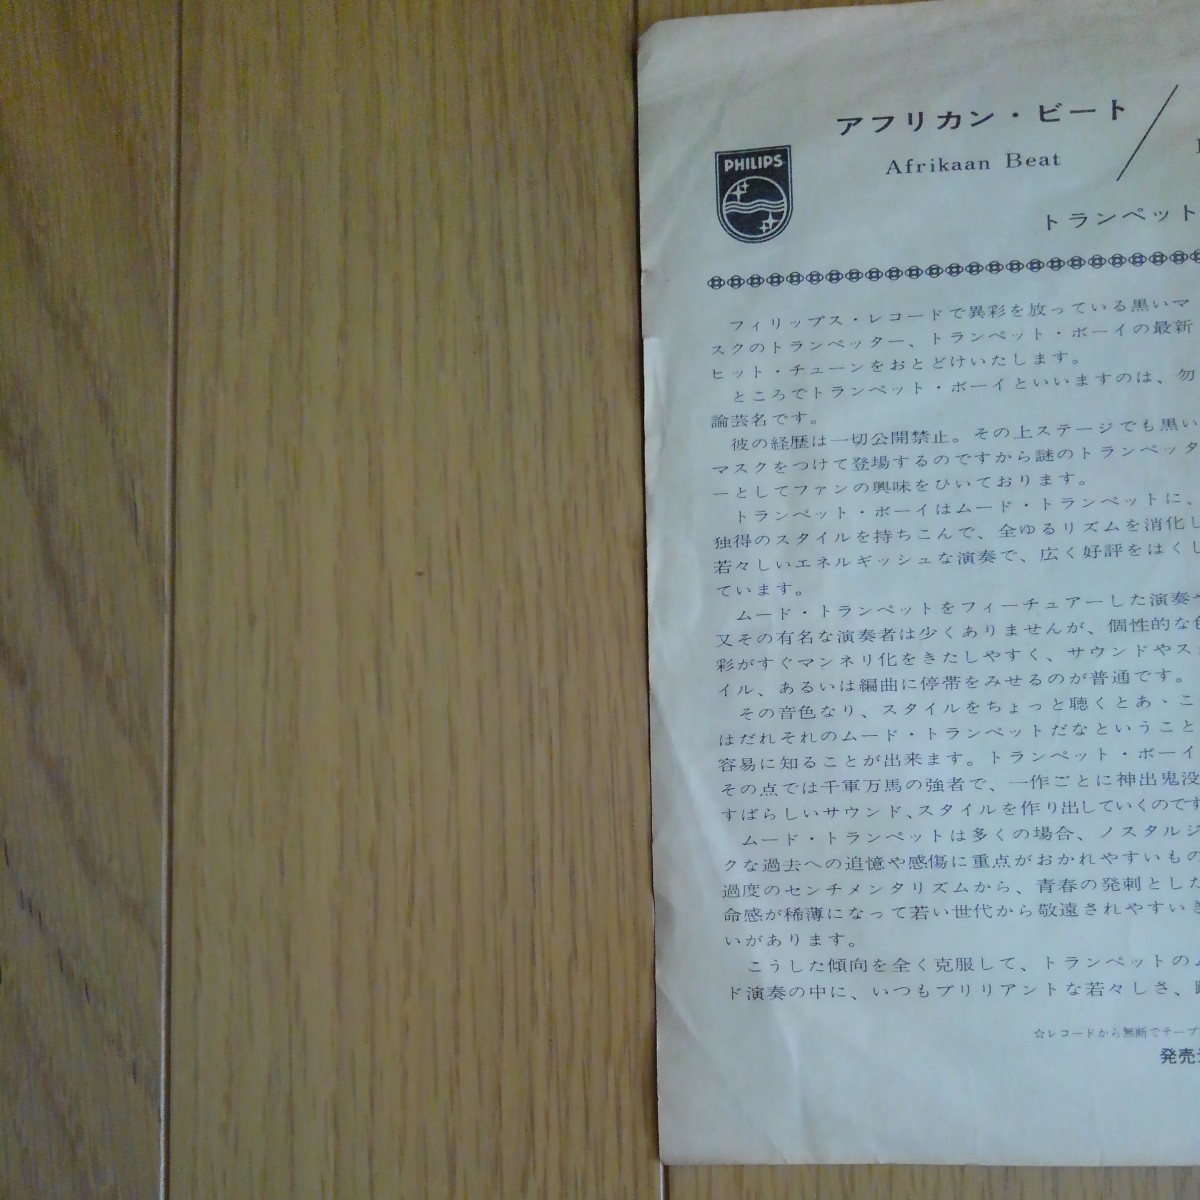 アフリカン・ビート
PHILIPS
Afrikaan Beat
トランペット
フィリップス・レコードで異彩を放っている黒いマ
スクのトランペッター、トランペット・ボーイの最新
ヒット・チューンをおとどけいたします。
ところでトランペット・ボーイといいますのは、勿
論芸名です。
彼の経歴は一切公開禁止。その上ステージでも黒い
マスクをつけて登場するのですから謎のトランペッタ
ーとしてファンの興味をひいております。
トランペット・ボーイはムード・トランペットに、
独得のスタイルを持ちこんで、全ゆるリズムを消化し
若々しいエネルギッシュな演奏で、広く好評をはくし
ています。
ムード・トランペットをフィーチュアーした演奏や
又その有名な演奏者は少くありませんが、個性的な色
彩がすぐマンネリ化をきたしやすく、サウンドやスタ
イル、あるいは編曲に停帯をみせるのが普通です。
その音色なり、スタイルをちょっと聴くとあゝこ
はだれそれのムード・トランペットだなということ
容易に知ることが出来ます。トランペット・ボーイ
その点では千軍万馬の強者で、一作ごとに神出鬼没
すばらしいサウンド、スタイルを作り出していくのです
ムード・トランペットは多くの場合、ノスタルジ
クな過去への追憶や感傷に重点がおかれやすいもの
過度のセンチメンタリズムから、青春の発刺とした
命感が稀薄になって若い世代から敬遠されやすいき
いがあります。
こうした傾向を全く克服して、トランペットのム
ド演奏の中に、いつもブリリアントな若々しさ、
☆レコードから無断でテープ
発売